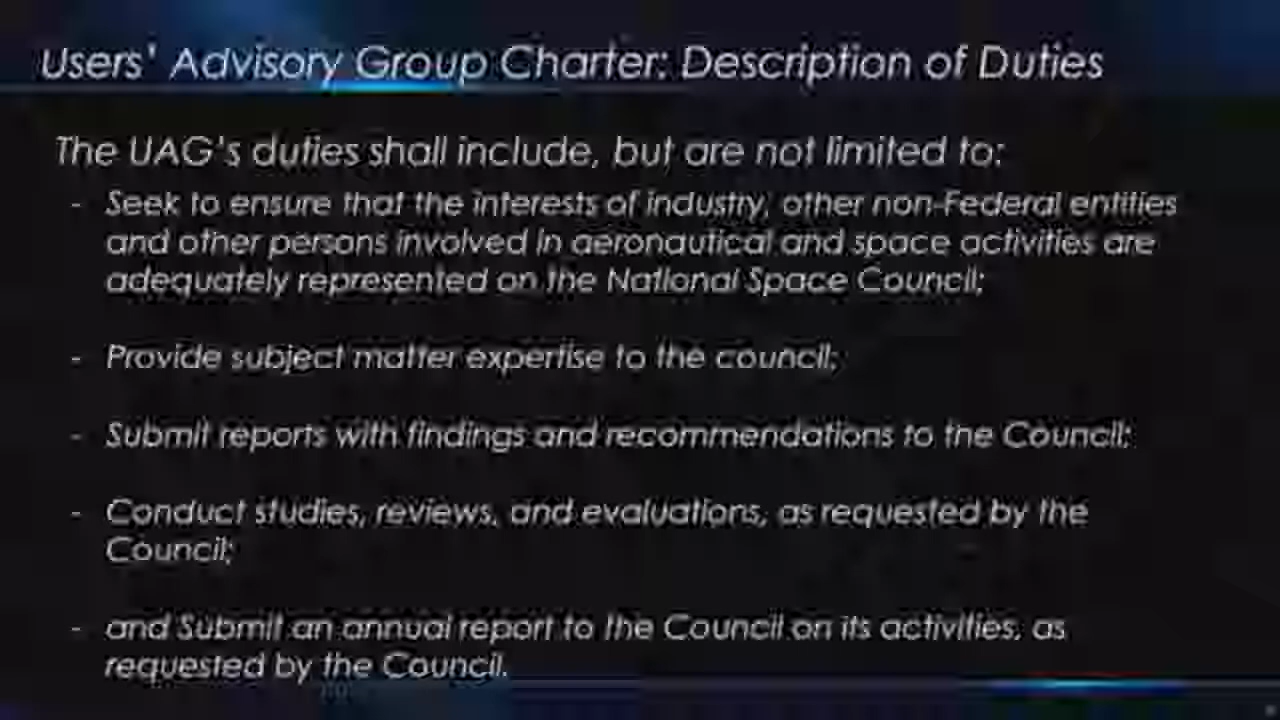 Users' Advisory Group Charter: Description of Duties
The UAG's duties shall include, but are not limited to:
- Seek to ensure that the interests of industry, other non-Federal entities
and other persons involved in aeronautical and space activities are
adequately represented on the National Space Council;
- Provide subject matter expertise to the council;
- Submit reports with findings and recommendations to the Council;
- Conduct studies, reviews, and evaluations, as requested by the
Council;
- and Submit an annual report to the Council on its activities, as
requested by the Council.